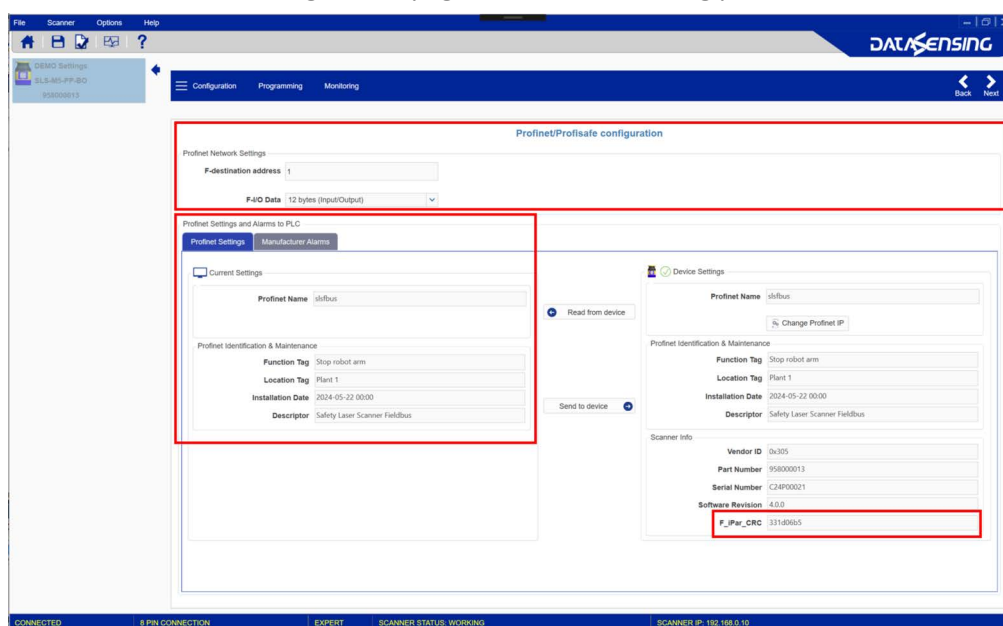 File Scanner Options Help
DATASENSING
DEMO Settings
SLS-M5-PP-BO
958000013
Configuration Programming Monitoring
Back Next
Profinet/Profisafe configuration
Profinet Network Settings
F-destination address 1
F-I/O Data 12 bytes (Input/Output)
Profinet Settings and Alarms to PLC
Profinet Settings Manufacturer Alarms
Current Settings
Profinet Name slsfbus
Profinet Identification & Maintenance
Function Tag Stop robot arm
Location Tag Plant 1
Installation Date 2024-05-22 00:00
Descriptor Safety Laser Scanner Fieldbus
Read from device
Send to device
Device Settings
Profinet Name slsfbus
Change Profinet IP
Profinet Identification & Maintenance
Function Tag Stop robot arm
Location Tag Plant 1
Installation Date 2024-05-22 00:00
Descriptor Safety Laser Scanner Fieldbus
Scanner Info
Vendor ID 0x305
Part Number 958000013
Serial Number C24P00021
Software Revision 4.0.0
F_iPar_CRC 331d06b5
CONNECTED 8 PIN CONNECTION EXPERT SCANNER STATUS: WORKING SCANNER IP: 192.168.0.10